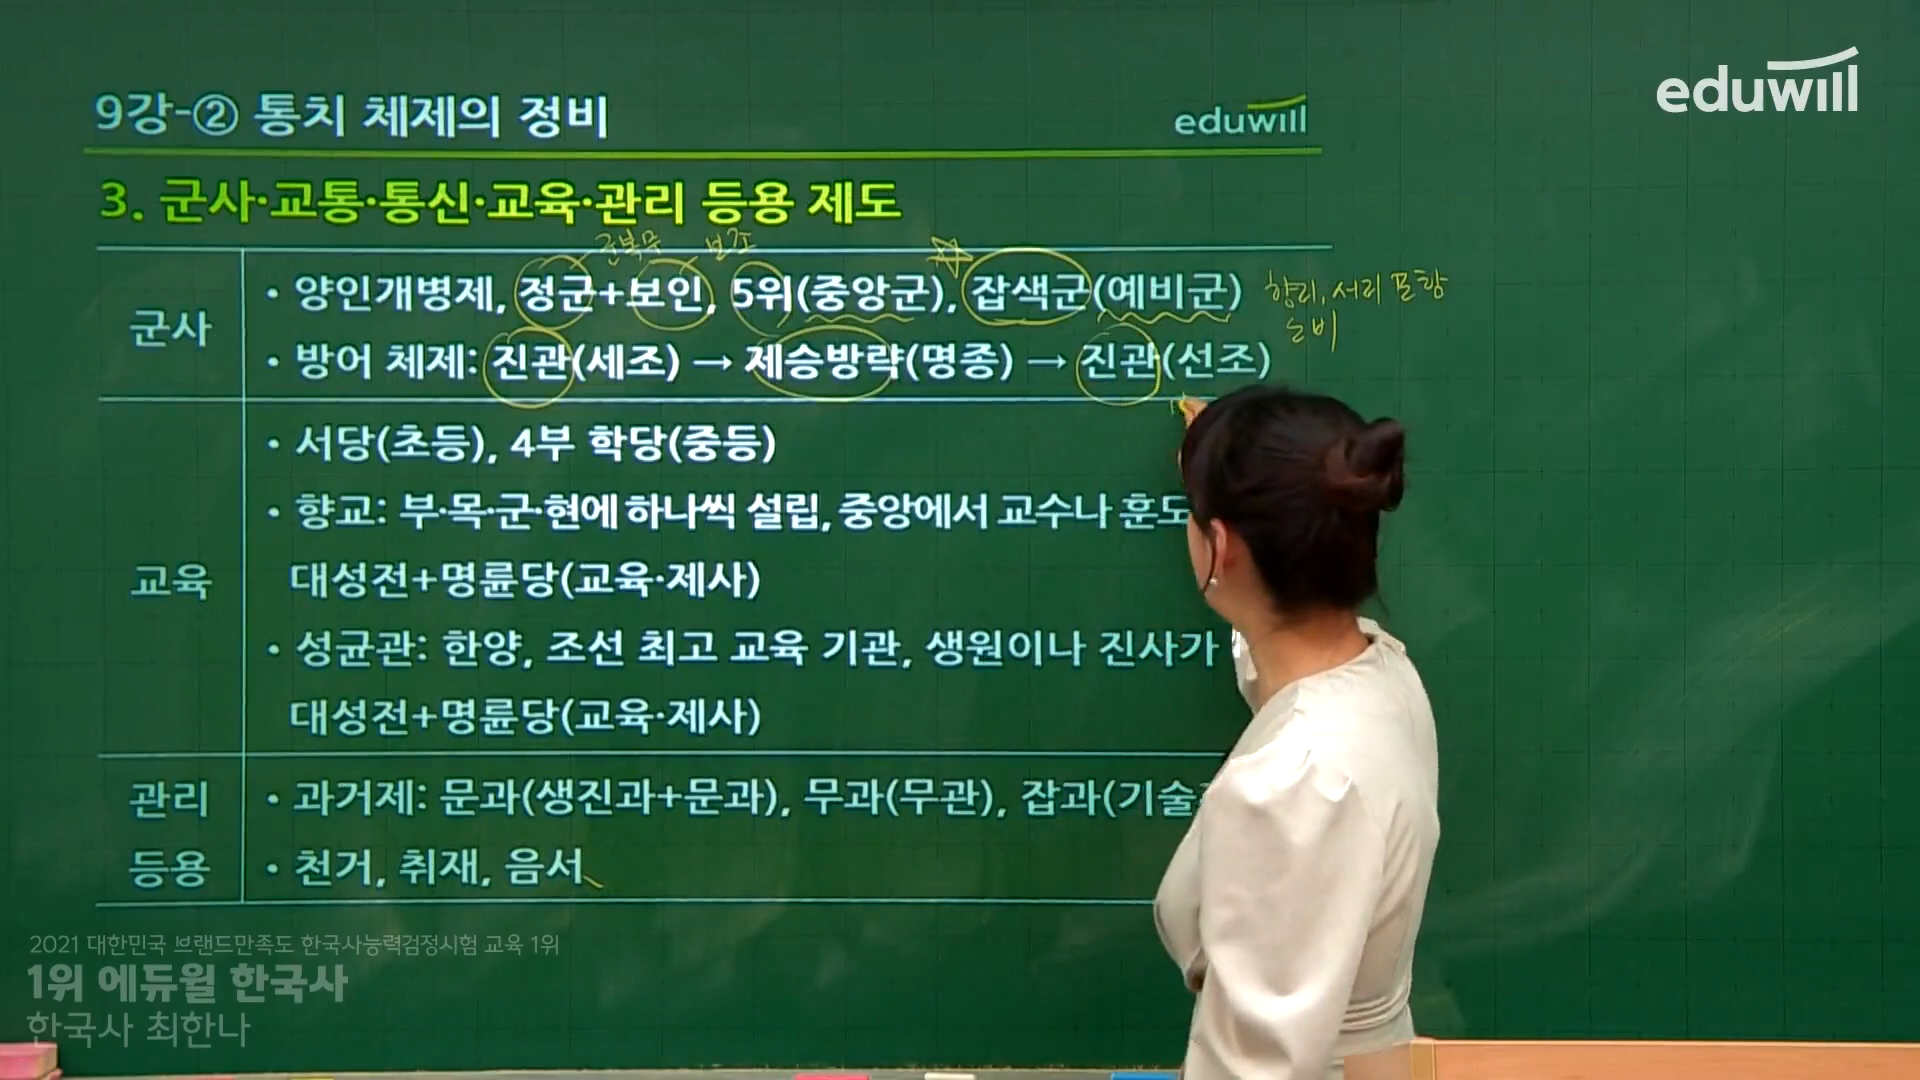 eduwill
9강-② 통치 체제의 정비
eduwill
3. 군사·교통·통신·교육·관리 등용 제도
군복무 보조
군사
• 양인개병제, 정군+보인, 5위(중앙군), 잡색군(예비군)
향리, 서리 포함
노비
• 방어 체제: 진관(세조) → 제승방략(명종) → 진관(선조)
교육
• 서당(초등), 4부 학당(중등)
• 향교: 부·목·군·현에 하나씩 설립, 중앙에서 교수나 훈도
대성전+명륜당(교육·제사)
• 성균관: 한양, 조선 최고 교육 기관, 생원이나 진사가
대성전+명륜당(교육·제사)
관리
등용
• 과거제: 문과(생진과+문과), 무과(무관), 잡과(기술
• 천거, 취재, 음서
2021 대한민국 브랜드만족도 한국사능력검정시험 교육 1위
1위 에듀윌 한국사
한국사 최한나